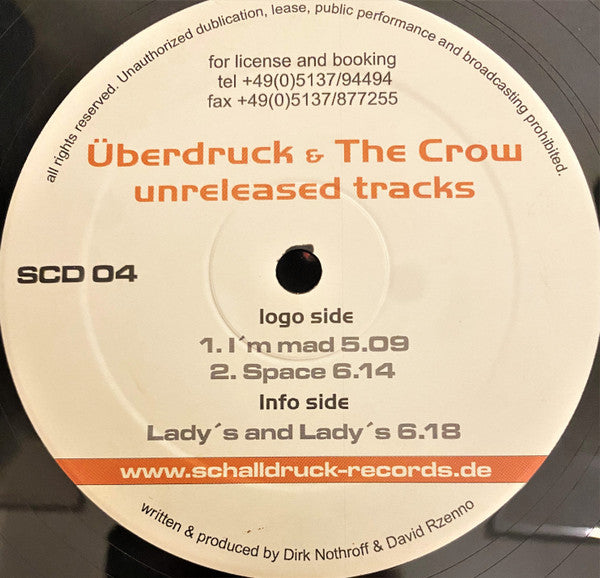 all rights reserved. Unauthorized dublication, lease, public performance and broadcasting prohibited.
for license and booking
tel +49(0)5137/94494
fax +49(0)5137/877255
Überdruck & The Crow
unreleased tracks
SCD 04
logo side
1. I´m mad 5.09
2. Space 6.14
Info side
Lady´s and Lady´s 6.18
www.schalldruck-records.de
written & produced by Dirk Nothroff & David Rzenno